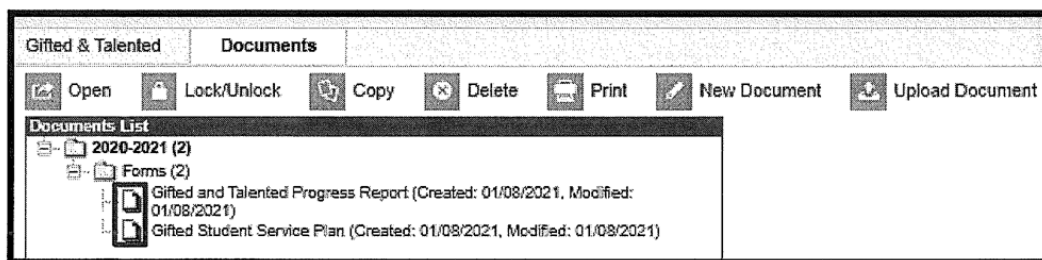 Gifted & Talented Documents
Open Lock/Unlock Copy Delete Print New Document Upload Document
Documents List
2020-2021 (2)
Forms (2)
Gifted and Talented Progress Report (Created: 01/08/2021, Modified:
01/08/2021)
Gifted Student Service Plan (Created: 01/08/2021, Modified: 01/08/2021)